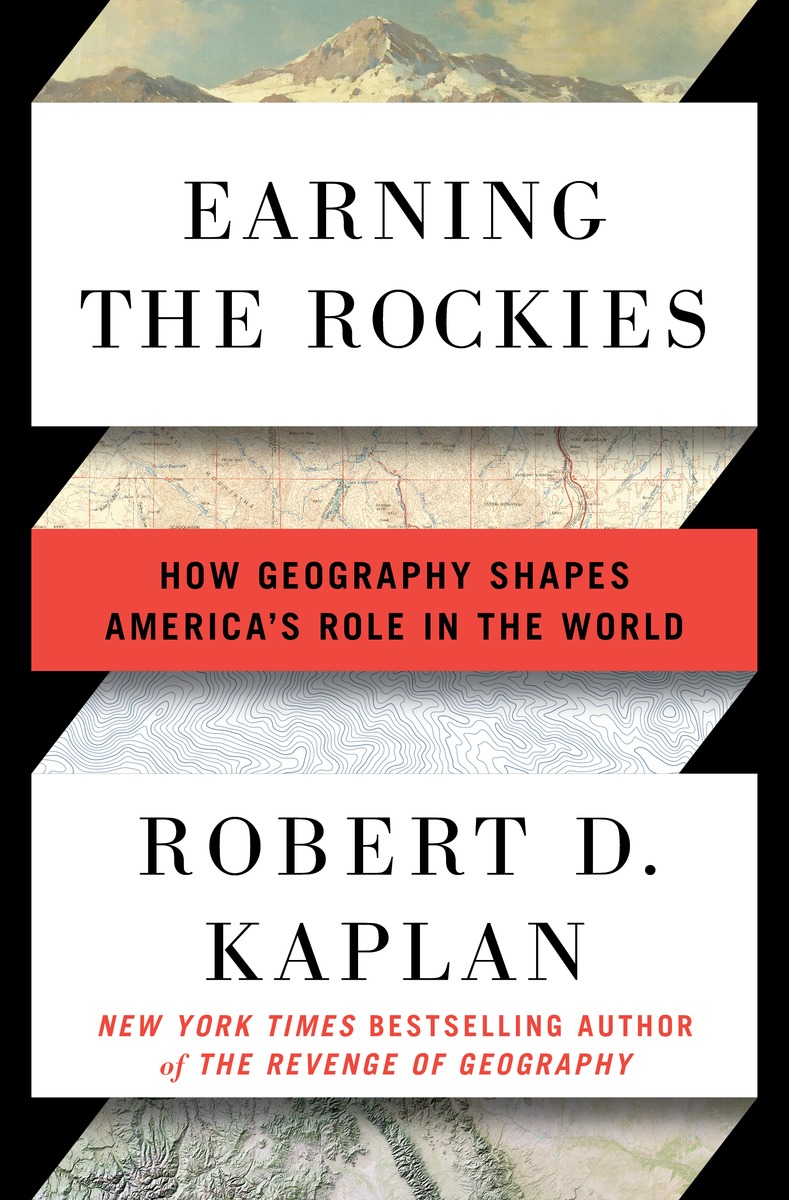 EARNING
THE ROCKIES
HOW GEOGRAPHY SHAPES
AMERICA'S ROLE IN THE WORLD
ROBERT D.
KAPLAN
NEW YORK TIMES BESTSELLING AUTHOR
of THE REVENGE OF GEOGRAPHY